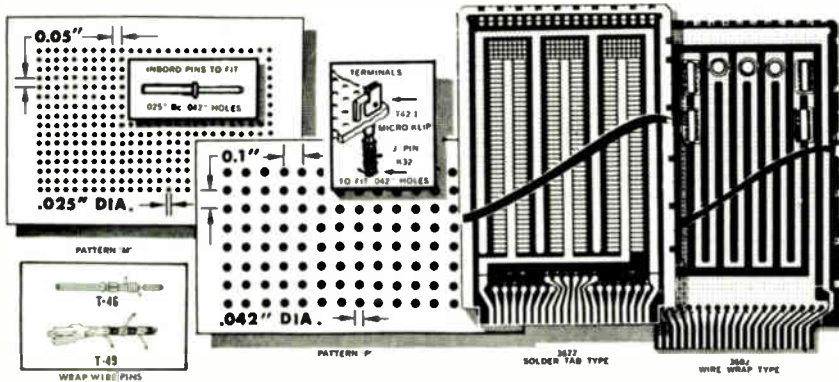 0.05"
INBORD PINS TO FIT
.025" & .042" HOLES
.025" DIA.
PATTERN 'M'
T-46
T-49
WRAP WIRE PINS
TERMINALS
T42-1
MICRO KLIP
J PIN
K32
TO FIT .042" HOLES
0.1"
.042" DIA.
PATTERN 'P'
3677
SOLDER TAB TYPE
WIRE WRAP TYPE